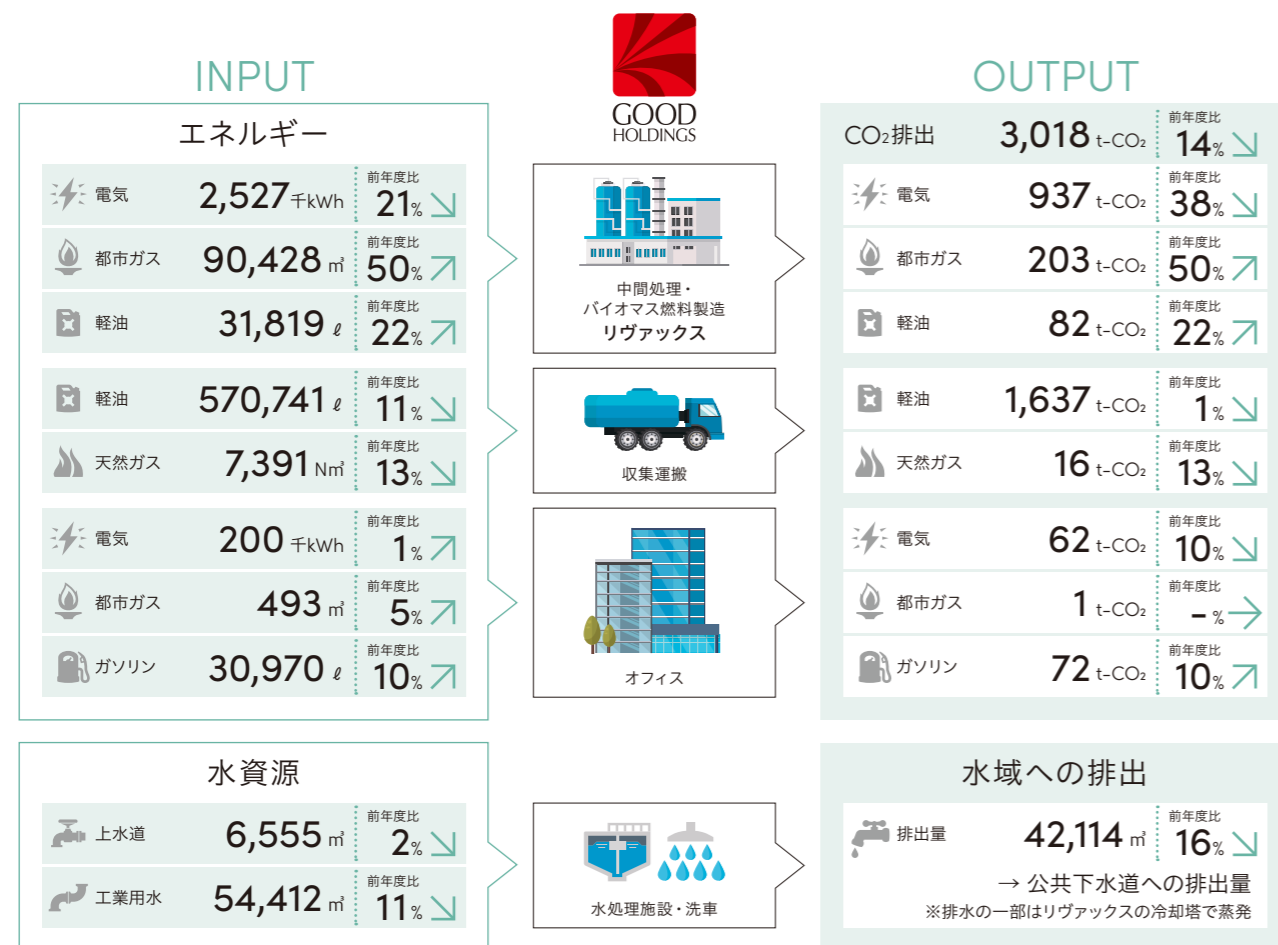 INPUT
GOOD
HOLDINGS
OUTPUT
エネルギー
電気 2,527千kWh 前年度比 21% ↘
都市ガス 90,428㎥ 前年度比 50% ↗
軽油 31,819ℓ 前年度比 22% ↗
軽油 570,741ℓ 前年度比 11% ↘
天然ガス 7,391N㎥ 前年度比 13% ↘
電気 200千kWh 前年度比 1% ↗
都市ガス 493㎥ 前年度比 5% ↗
ガソリン 30,970ℓ 前年度比 10% ↗
中間処理・
バイオマス燃料製造
リヴァックス
収集運搬
オフィス
CO₂排出 3,018 t-CO₂ 前年度比 14% ↘
電気 937 t-CO₂ 前年度比 38% ↘
都市ガス 203 t-CO₂ 前年度比 50% ↗
軽油 82 t-CO₂ 前年度比 22% ↗
軽油 1,637 t-CO₂ 前年度比 1% ↘
天然ガス 16 t-CO₂ 前年度比 13% ↘
電気 62 t-CO₂ 前年度比 10% ↘
都市ガス 1 t-CO₂ 前年度比 -% →
ガソリン 72 t-CO₂ 前年度比 10% ↗
水資源
上水道 6,555㎥ 前年度比 2% ↘
工業用水 54,412㎥ 前年度比 11% ↘
水処理施設・洗車
水域への排出
排出量 42,114㎥ 前年度比 16% ↘
→ 公共下水道への排出量
※排水の一部はリヴァックスの冷却塔で蒸発